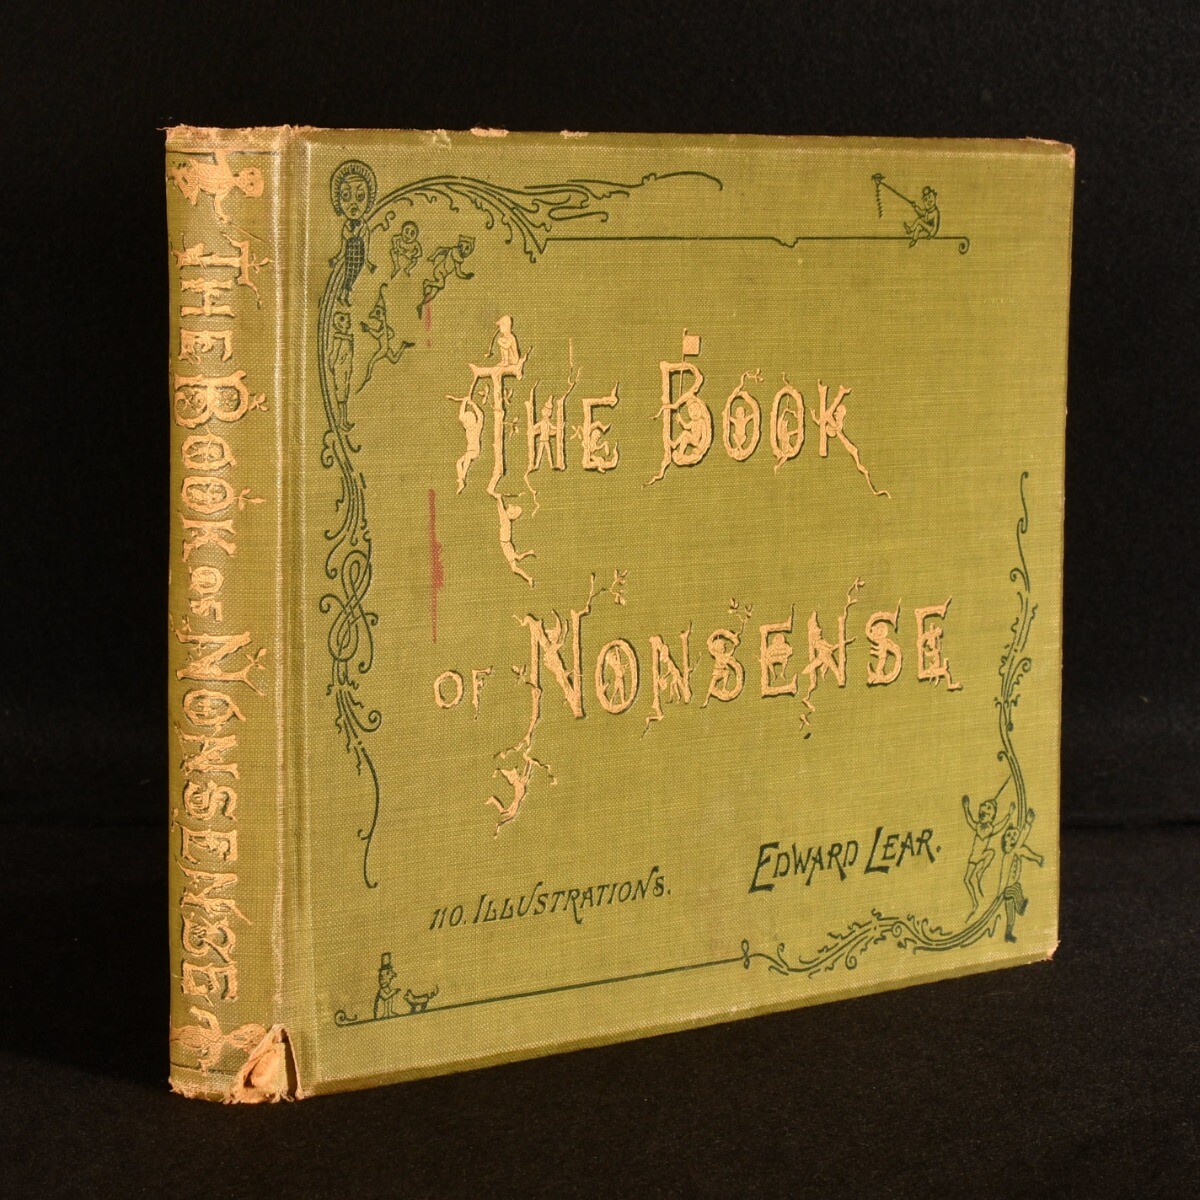 THE BOOK OF NONSENSE
THE BOOK
OF NONSENSE
110. ILLUSTRATIONS.
EDWARD LEAR.